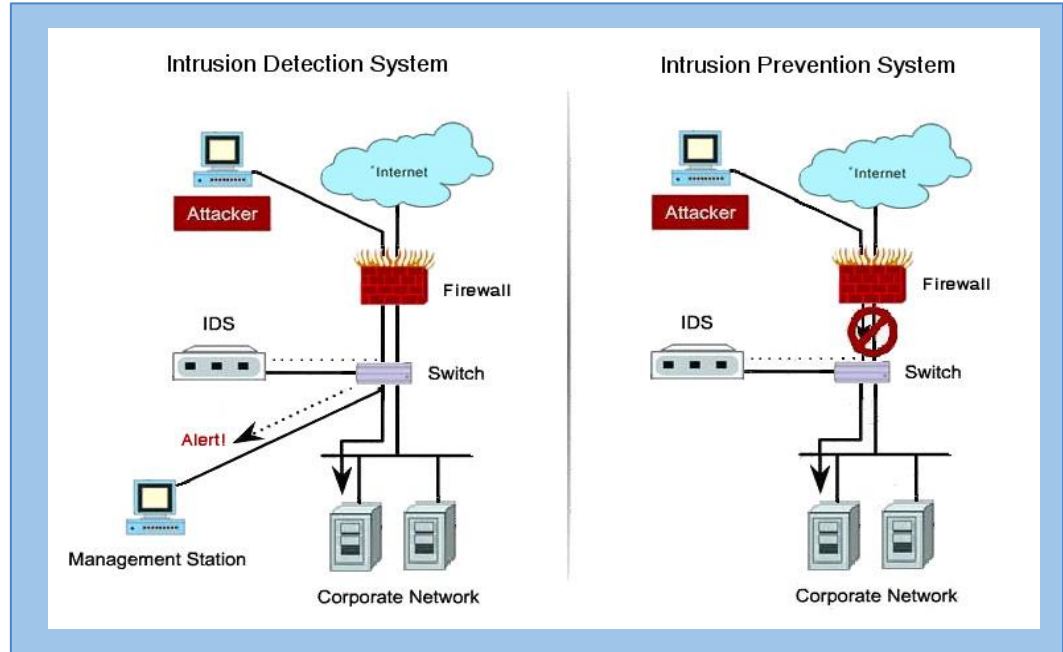 Intrusion Detection System
Internet
Attacker
Firewall
IDS
Switch
Alert!
Management Station
Corporate Network
Intrusion Prevention System
Internet
Attacker
Firewall
IDS
Switch
Corporate Network